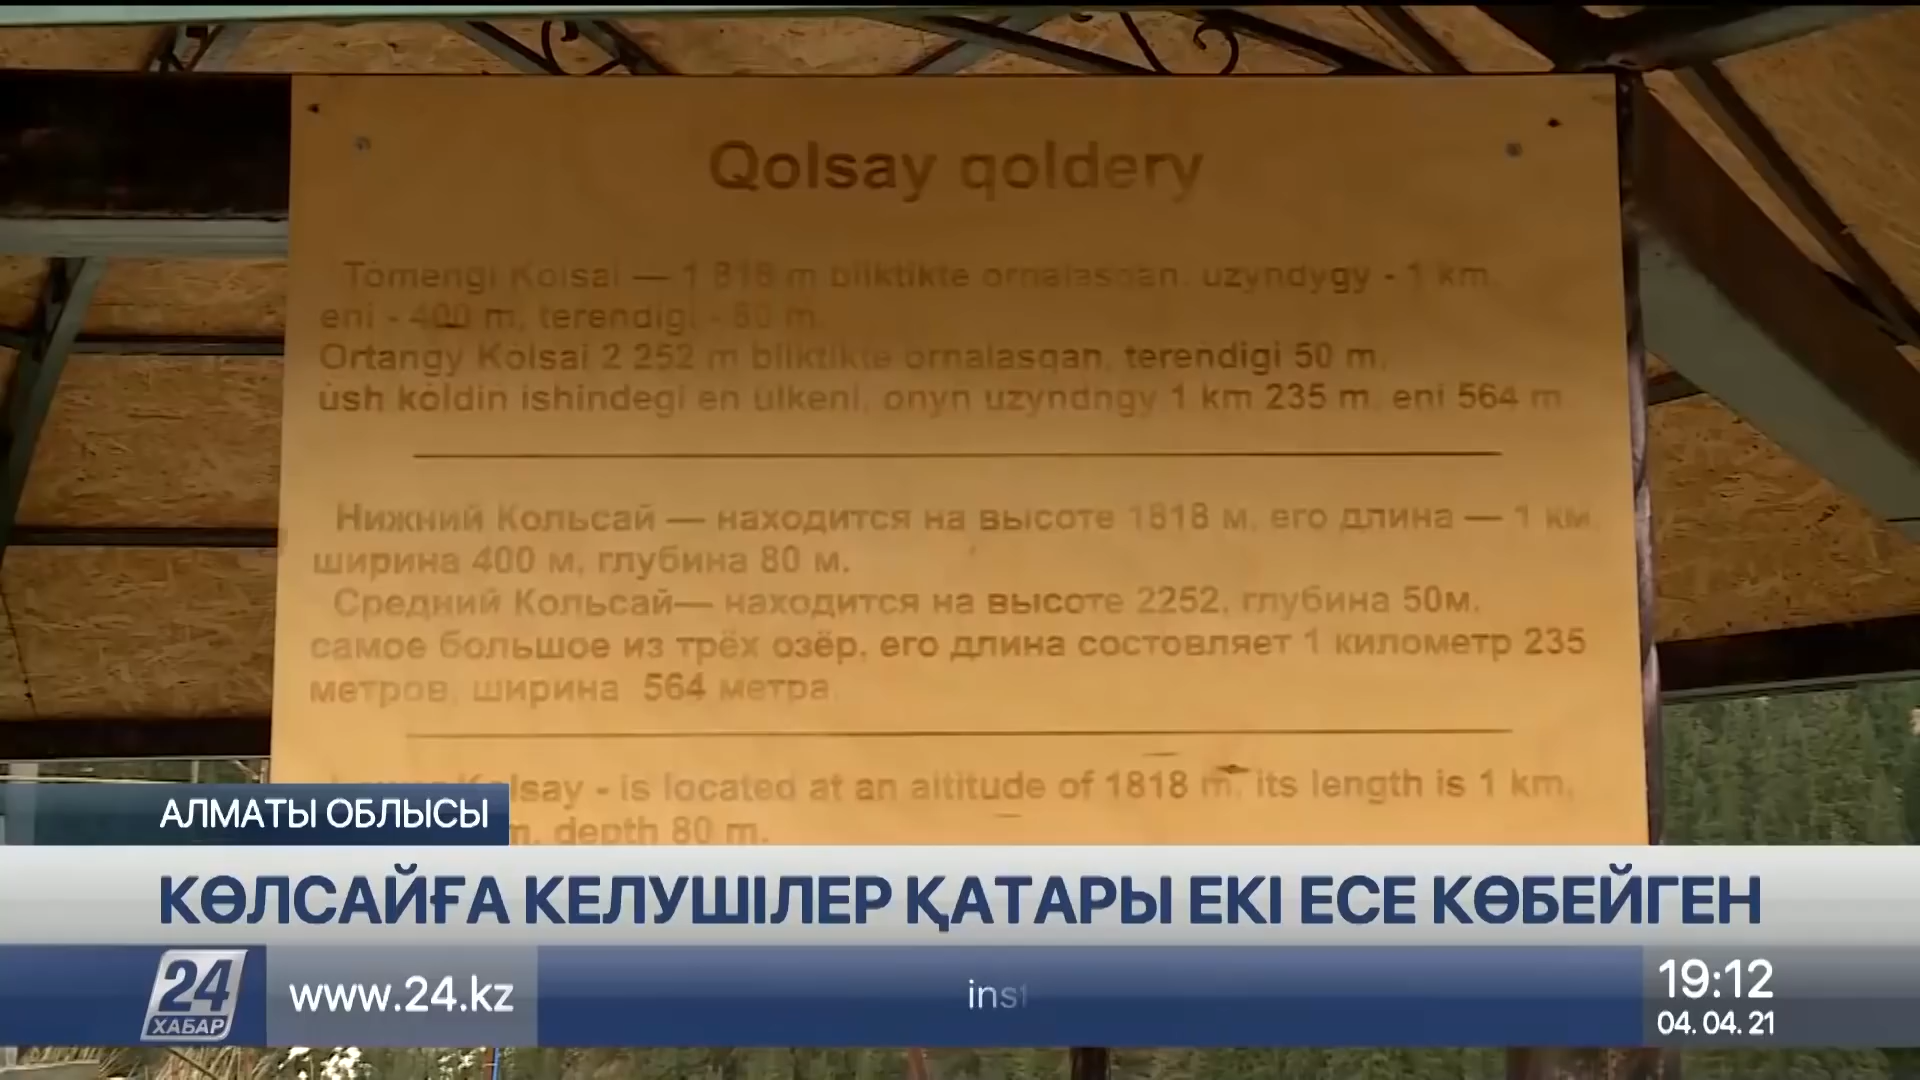 Qolsay qoldery
Tómengi Kolsai — 1 818 m biiktikte ornalasqan, uzyndygy - 1 km,
eni - 400 m, terendigi - 80 m.
Ortangy Kolsai 2 252 m biiktikte ornalasqan, terendigi 50 m,
úsh kóldin ishindegi en úlkeni, onyn uzyndngy 1 km 235 m, eni 564 m
Нижний Кольсай — находится на высоте 1818 м, его длина — 1 км,
ширина 400 м, глубина 80 м.
Средний Кольсай— находится на высоте 2252, глубина 50м,
самое большое из трёх озёр, его длина состовляет 1 километр 235
метров, ширина 564 метра.
- is located at an altitude of 1818 m, its length is 1 km,
m, depth 80 m.
АЛМАТЫ ОБЛЫСЫ
КӨЛСАЙҒА КЕЛУШІЛЕР ҚАТАРЫ ЕКІ ЕСЕ КӨБЕЙГЕН
24
ХАБАР
www.24.kz
inst
19:12
04. 04. 21